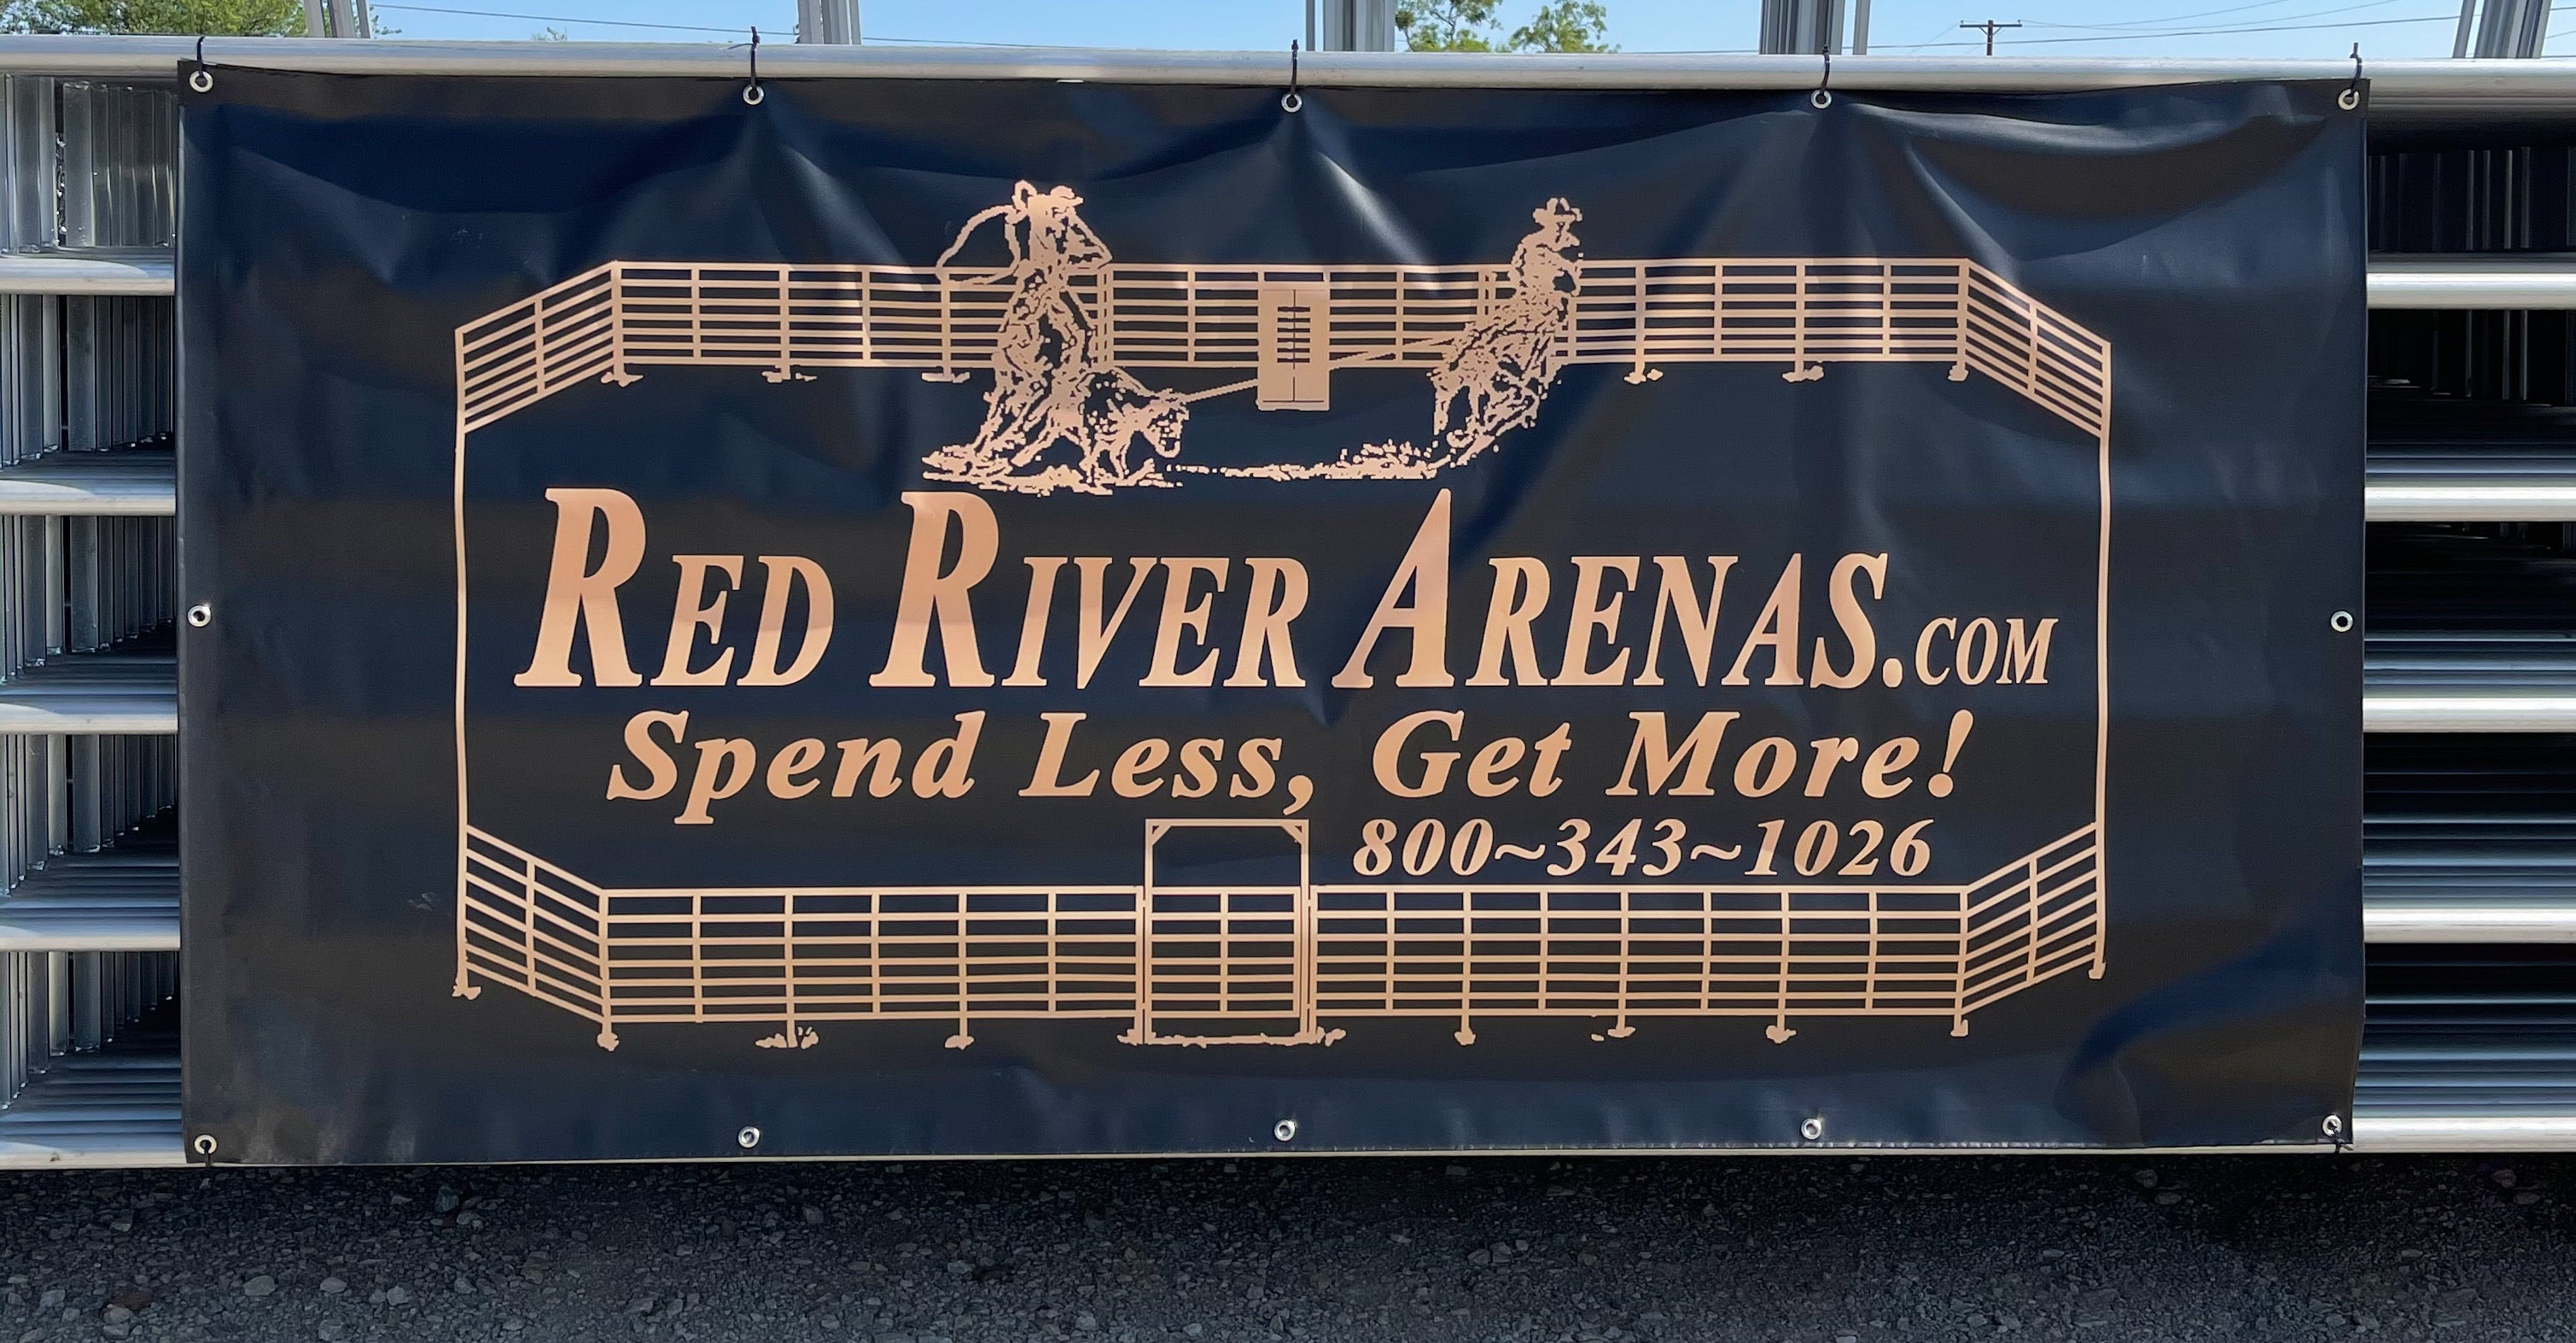 RED RIVER ARENAS.COM
Spend Less, Get More!
800~343~1026